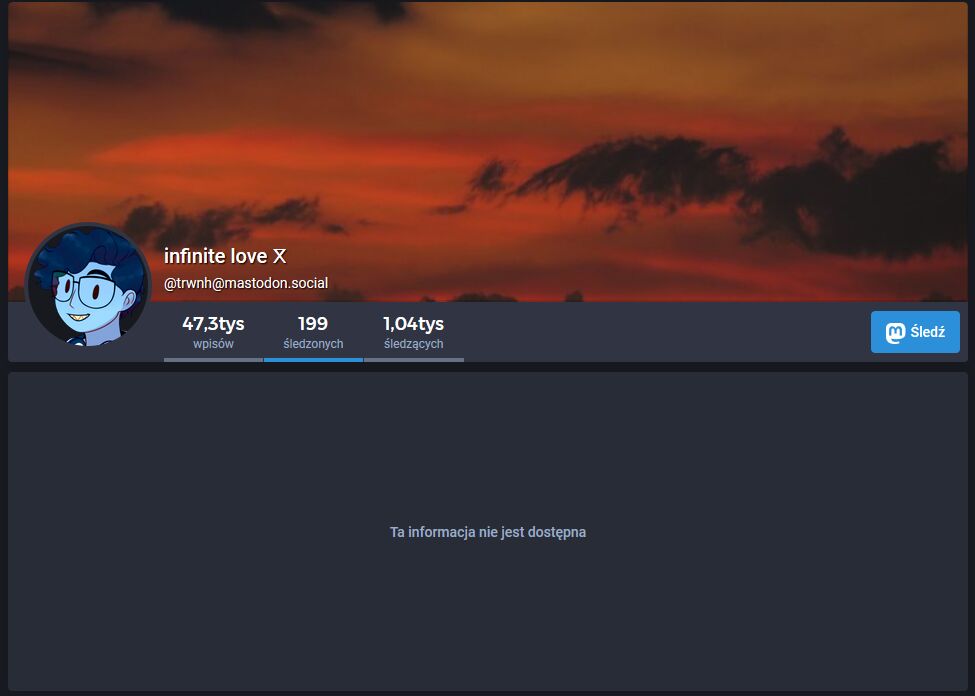 infinite love ⴳ
@trwnh@mastodon.social
47,3tys
wpisów
199
śledzonych
1,04tys
śledzących
Śledź
Ta informacja nie jest dostępna